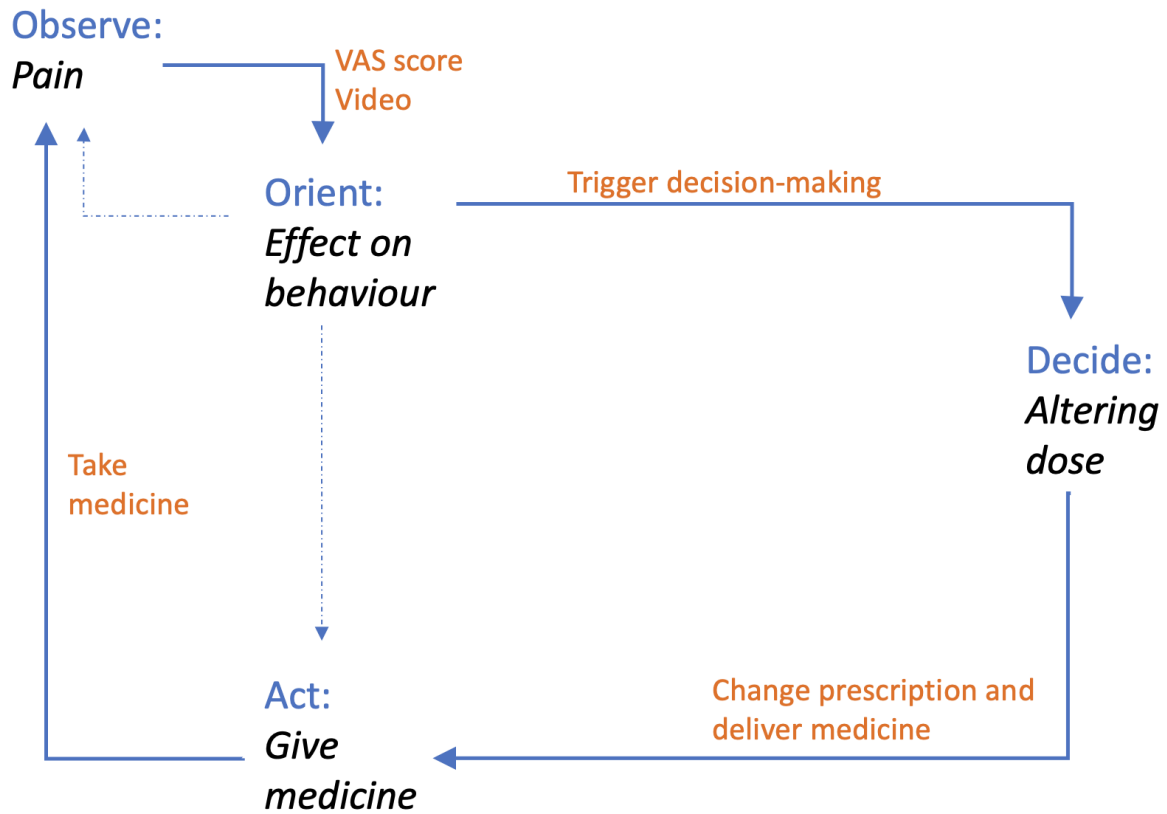 Observe:
Pain
VAS score
Video
Orient:
Effect on
behaviour
Trigger decision-making
Decide:
Altering
dose
Take
medicine
Act:
Give
medicine
Change prescription and
deliver medicine